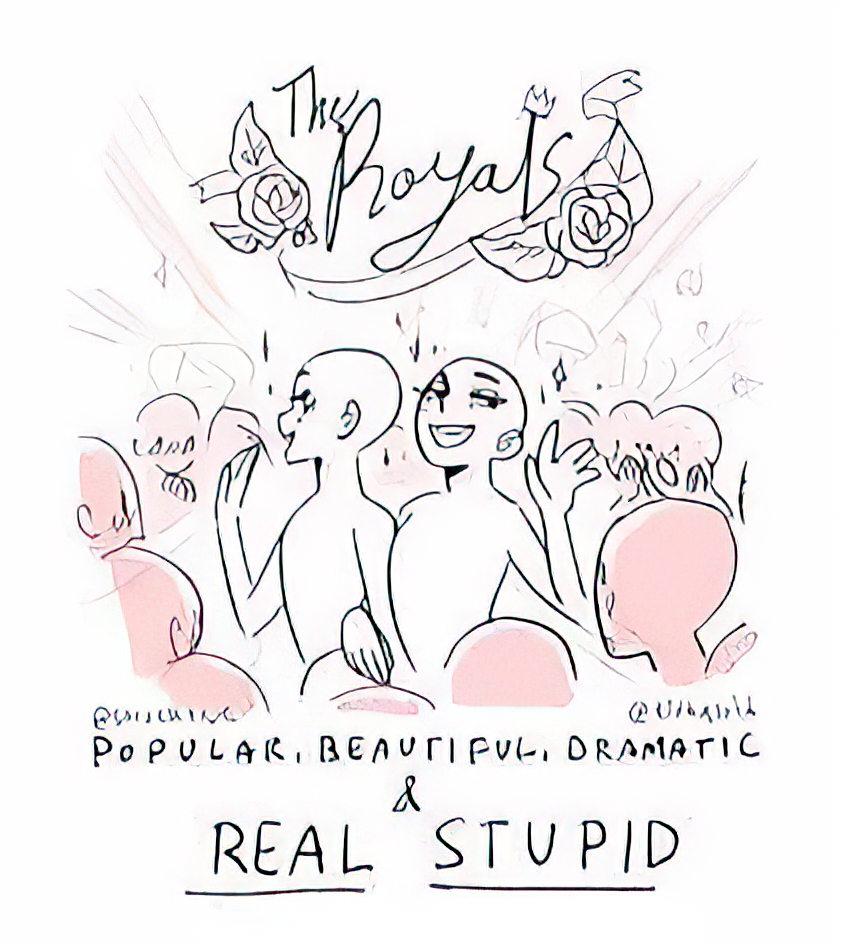 The
Royals
POPULAR, BEAUTIFUL, DRAMATIC
&
REAL STUPID